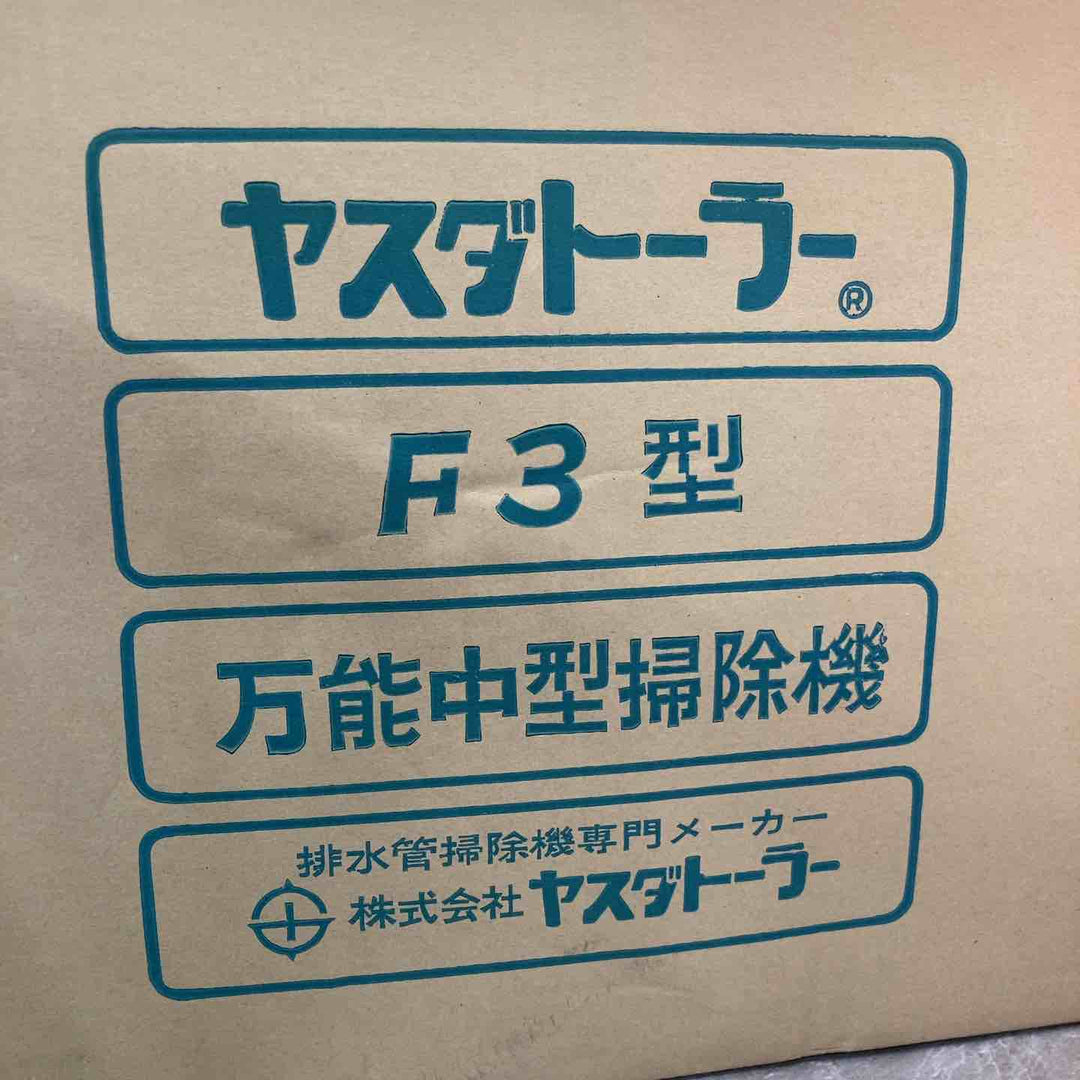 ヤスダトーラー®
F3型
万能中型掃除機
排水管掃除機専門メーカー
株式会社ヤスダトーラー